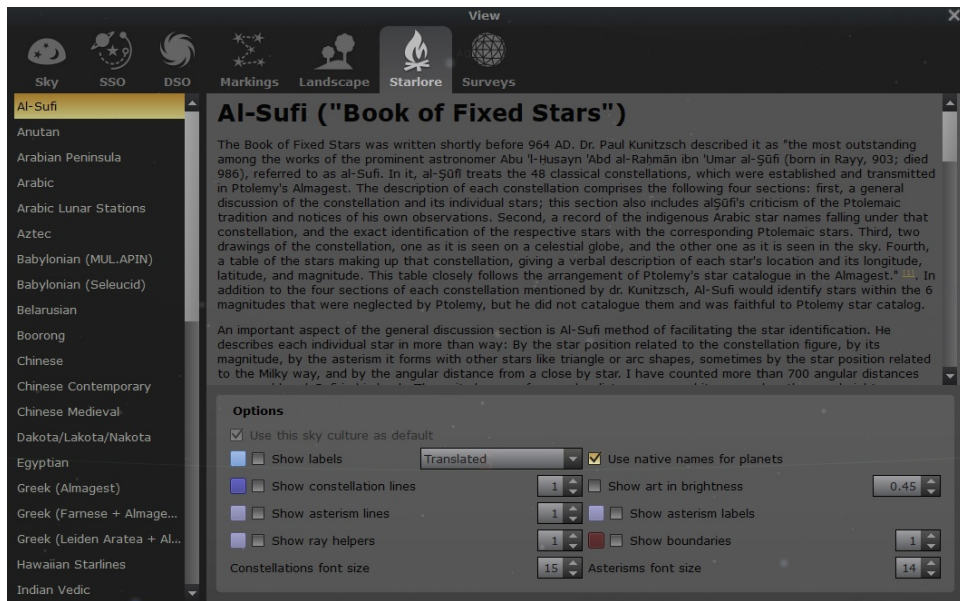 View
Sky SSO DSO Markings Landscape Starlore Surveys
Al-Sufi
Anutan
Arabian Peninsula
Arabic
Arabic Lunar Stations
Aztec
Babylonian (MUL.APIN)
Babylonian (Seleucid)
Belarusian
Boorong
Chinese
Chinese Contemporary
Chinese Medieval
Dakota/Lakota/Nakota
Egyptian
Greek (Almagest)
Greek (Farnese + Almage...
Greek (Leiden Aratea + Al...
Hawaiian Starlines
Indian Vedic
Al-Sufi ("Book of Fixed Stars")
The Book of Fixed Stars was written shortly before 964 AD. Dr. Paul Kunitzsch described it as "the most outstanding
among the works of the prominent astronomer Abu 'l-Ḥusayn 'Abd al-Raḥmān ibn 'Umar al-Ṣūfi (born in Rayy, 903; died
986), referred to as al-Sufi. In it, al-Ṣūfī treats the 48 classical constellations, which were established and transmitted
in Ptolemy's Almagest. The description of each constellation comprises the following four sections: first, a general
discussion of the constellation and its individual stars; this section also includes alṢūfi's criticism of the Ptolemaic
tradition and notices of his own observations. Second, a record of the indigenous Arabic star names falling under that
constellation, and the exact identification of the respective stars with the corresponding Ptolemaic stars. Third, two
drawings of the constellation, one as it is seen on a celestial globe, and the other one as it is seen in the sky. Fourth,
a table of the stars making up that constellation, giving a verbal description of each star's location and its longitude,
latitude, and magnitude. This table closely follows the arrangement of Ptolemy's star catalogue in the Almagest." [1]. In
addition to the four sections of each constellation mentioned by dr. Kunitzsch, Al-Sufi would identify stars within the 6
magnitudes that were neglected by Ptolemy, but he did not catalogue them and was faithful to Ptolemy star catalog.
An important aspect of the general discussion section is Al-Sufi method of facilitating the star identification. He
describes each individual star in more than way: By the star position related to the constellation figure, by its
magnitude, by the asterism it forms with other stars like triangle or arc shapes, sometimes by the star position related
to the Milky way, and by the angular distance from a close by star. I have counted more than 700 angular distances
Options
Use this sky culture as default
Show labels Translated Use native names for planets
Show constellation lines 1 Show art in brightness 0.45
Show asterism lines 1 Show asterism labels
Show ray helpers 1 Show boundaries 1
Constellations font size 15 Asterisms font size 14